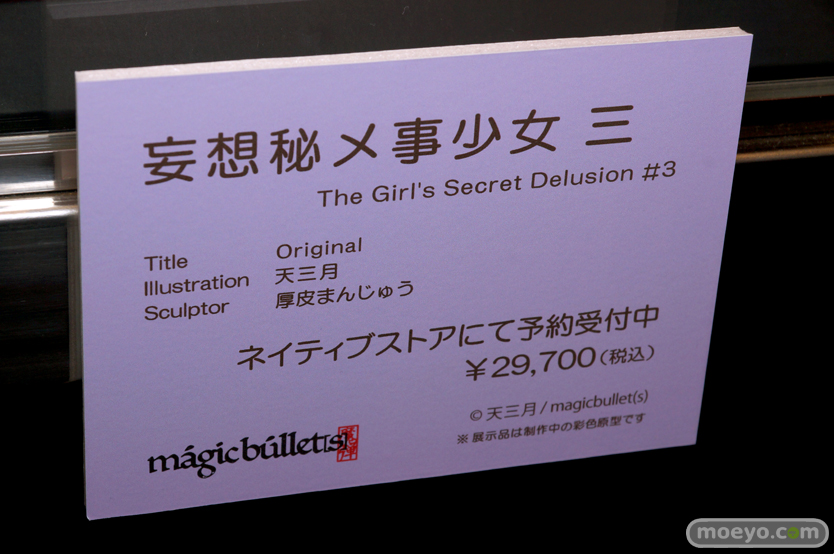 妄想秘メ事少女 三
The Girl's Secret Delusion #3
Title Original
Illustration 天三月
Sculptor 厚皮まんじゅう
ネイティブストアにて予約受付中
￥29,700（税込）
© 天三月 / magicbullet(s)
※ 展示品は制作中の彩色原型です
mágicbúllet[s]
moeyo.com